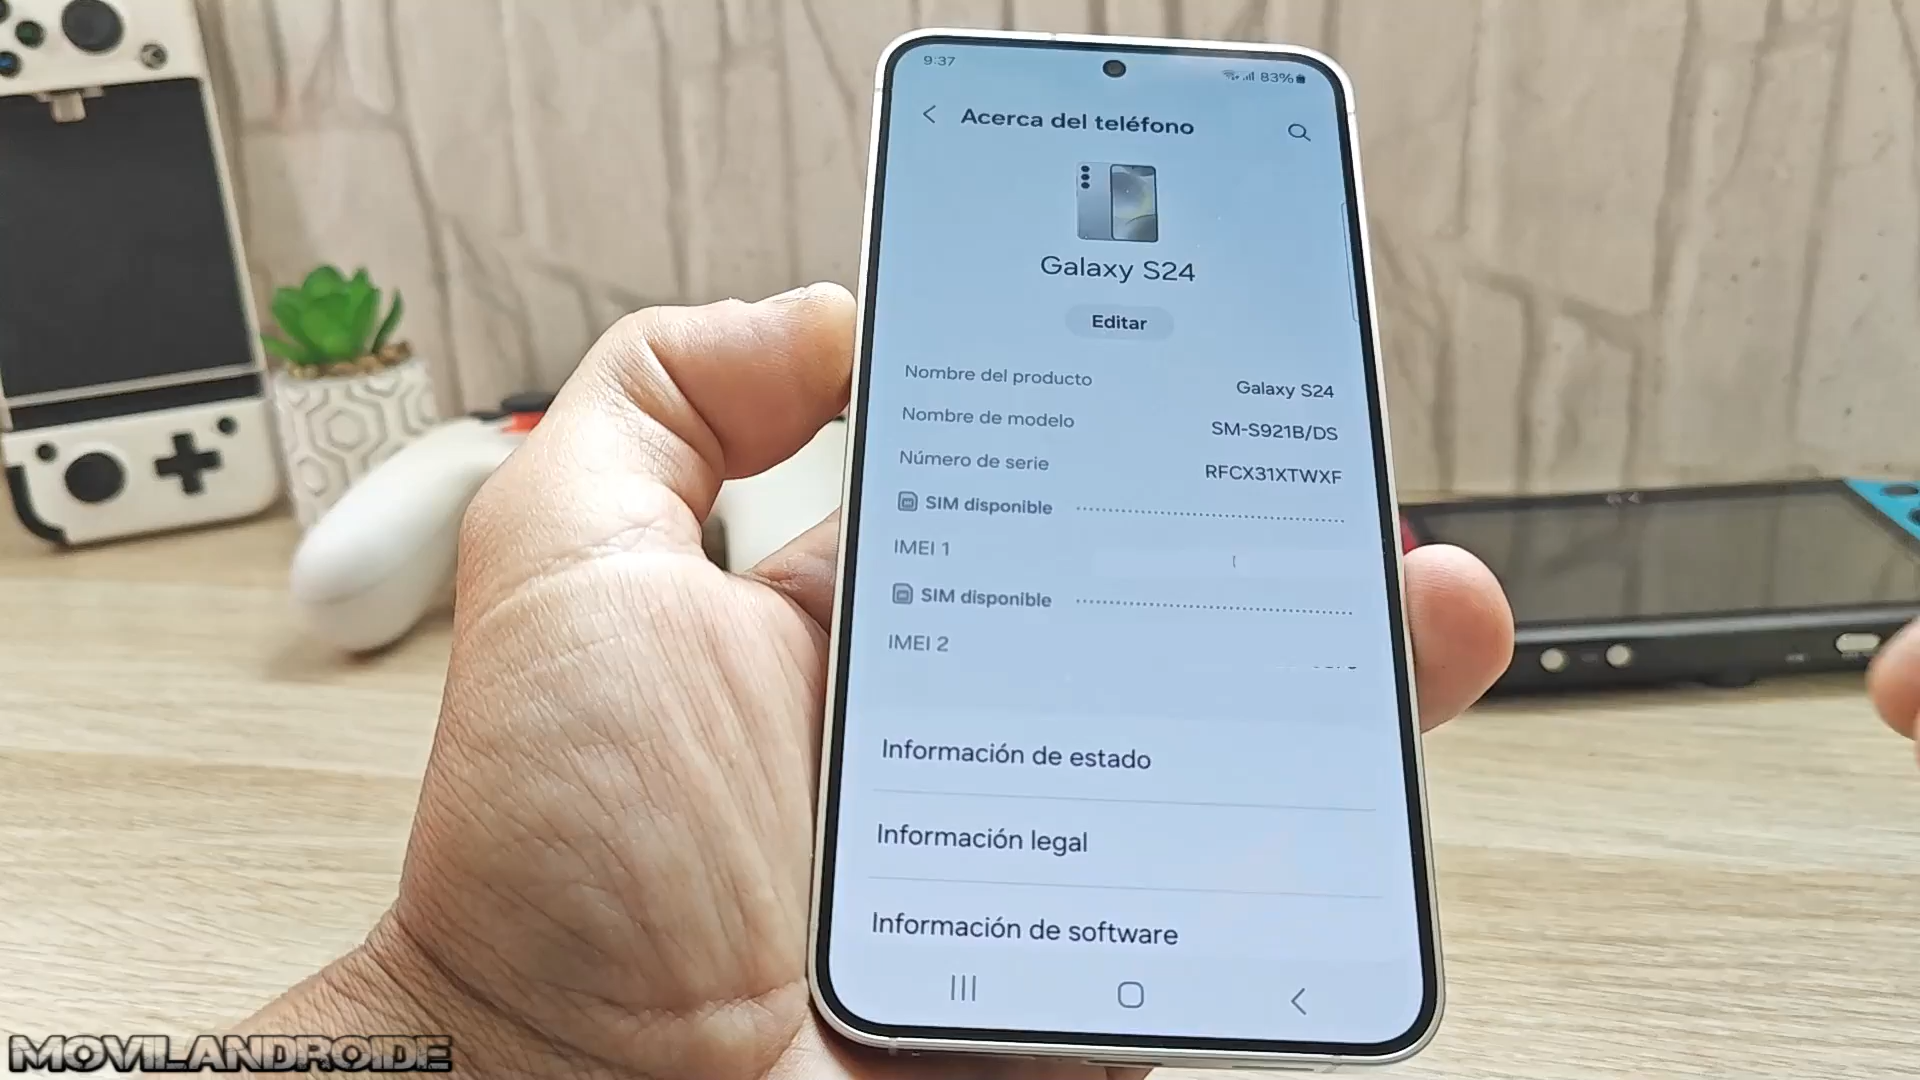 9:37
83%
Acerca del teléfono
Galaxy S24
Editar
Nombre del producto Galaxy S24
Nombre de modelo SM-S921B/DS
Número de serie RFCX31XTWXF
SIM disponible
IMEI 1
SIM disponible
IMEI 2
Información de estado
Información legal
Información de software
MOVILANDROIDE